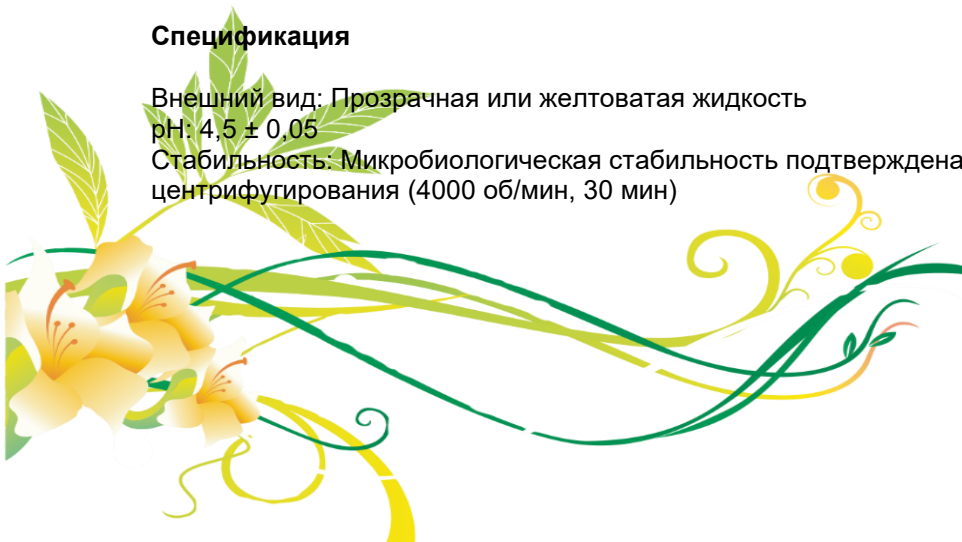 Спецификация
Внешний вид: Прозрачная или желтоватая жидкость
pH: 4,5 ± 0,05
Стабильность: Микробиологическая стабильность подтверждена
центрифугирования (4000 об/мин, 30 мин)